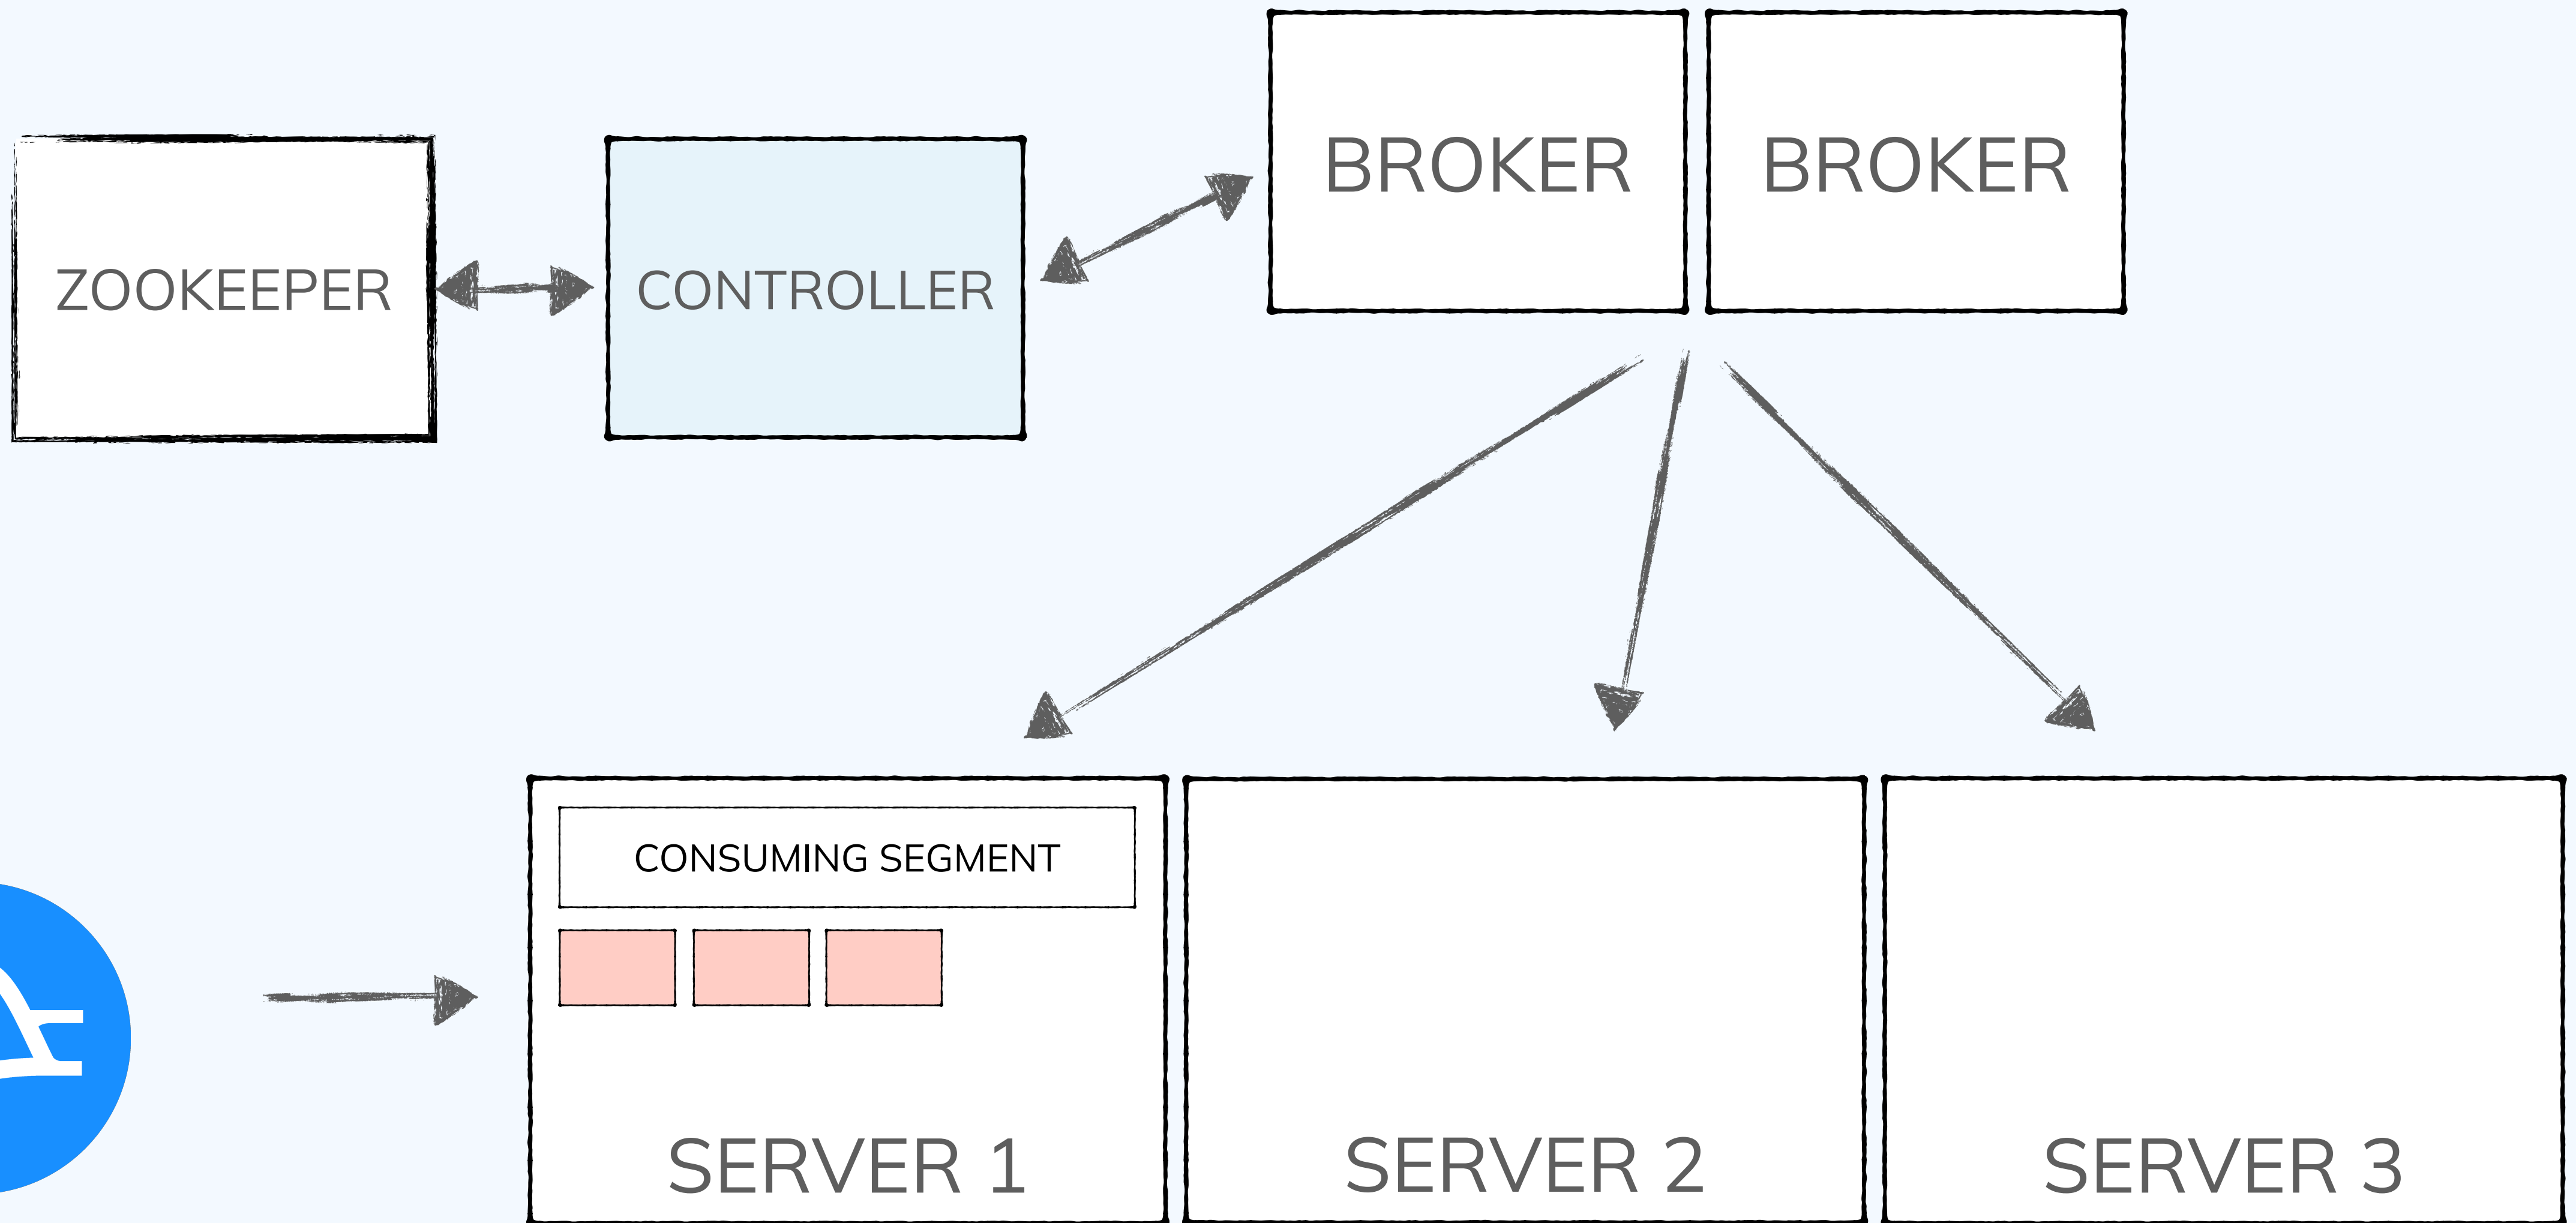 BROKER
BROKER
ZOOKEEPER
CONTROLLER
CONSUMING SEGMENT
SERVER 1
SERVER 2
SERVER 3